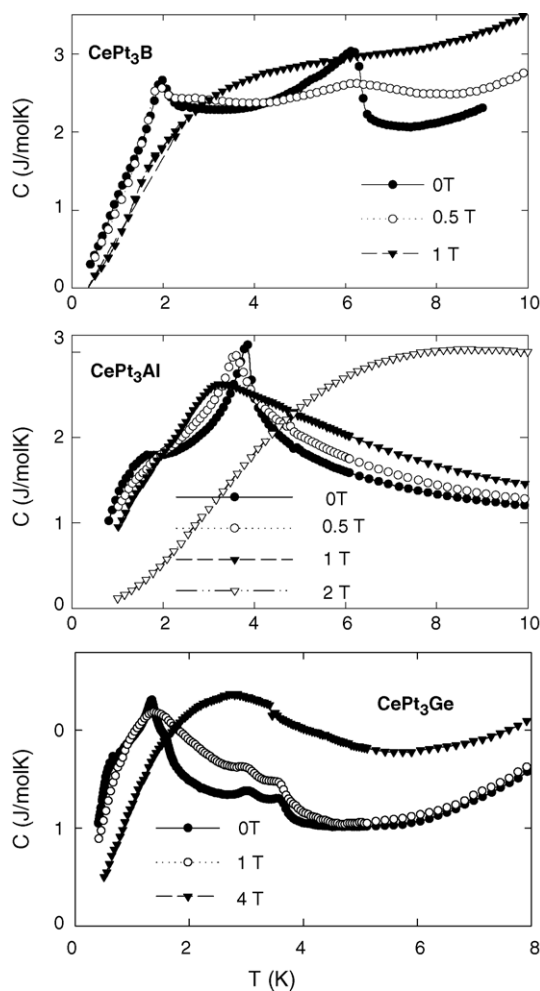 CePt3B
C (J/molK)
3
2
1
0
0T
0.5 T
1 T
0 2 4 6 8 10
CePt3Al
C (J/molK)
3
2
1
0
0T
0.5 T
1 T
2 T
0 2 4 6 8 10
CePt3Ge
C (J/molK)
0
1
0
0T
1 T
4 T
0 2 4 6 8
T (K)